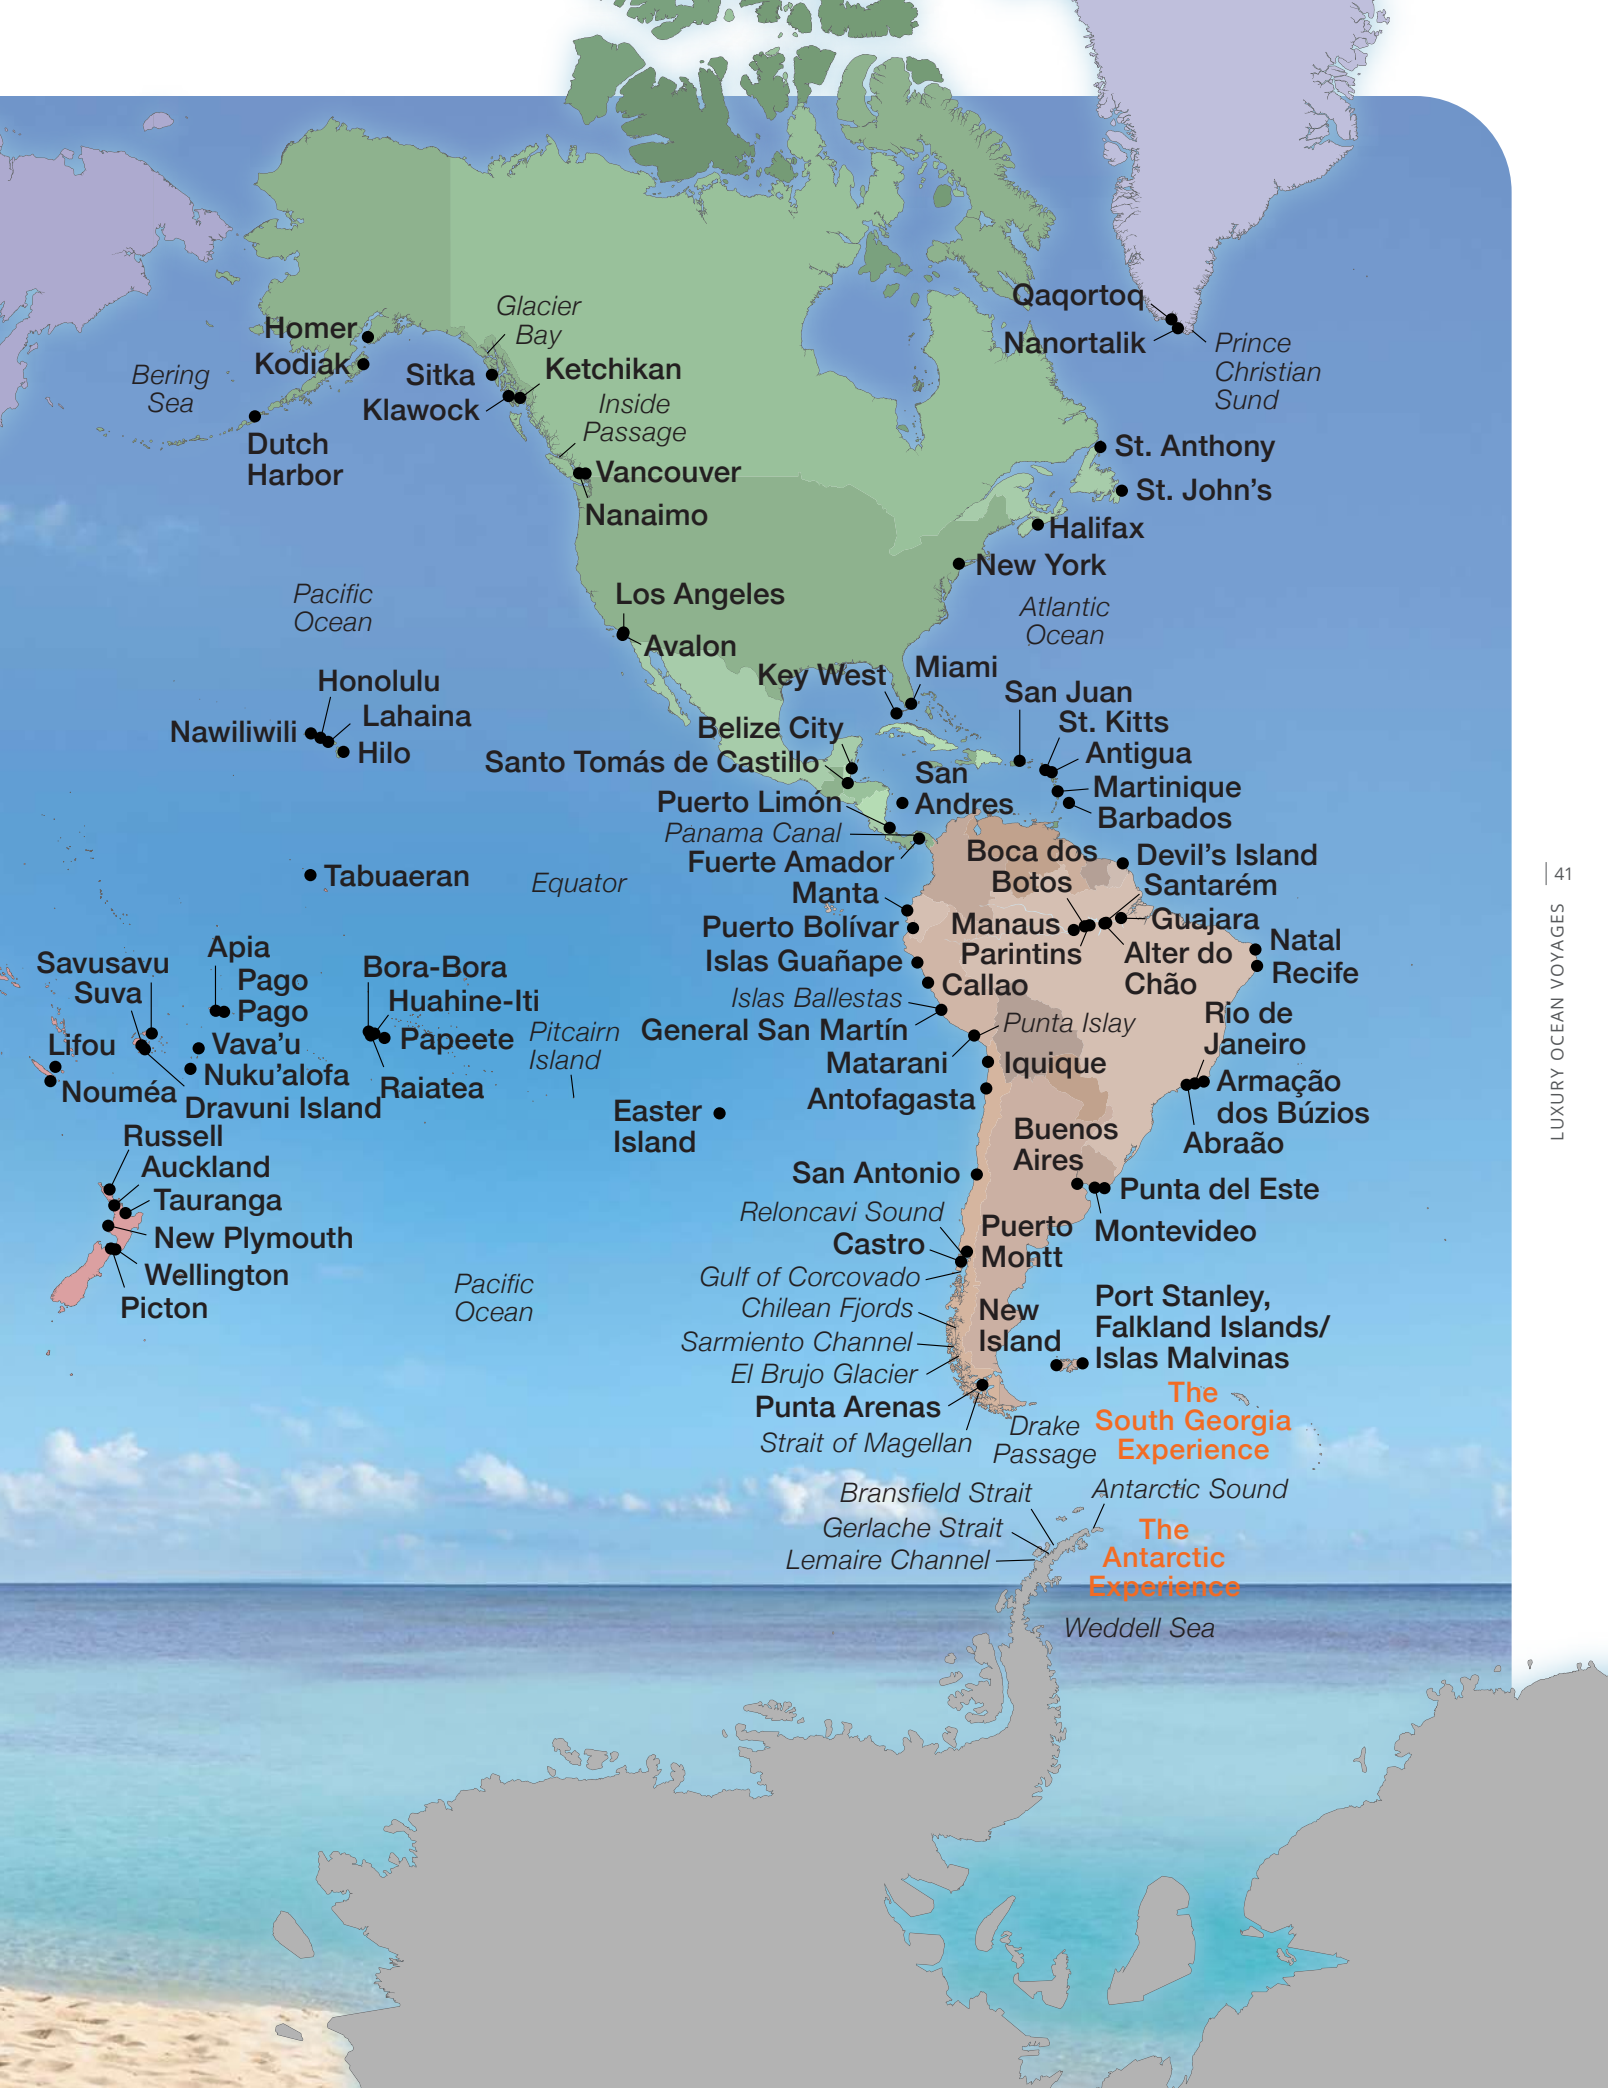 Qaqortoq
Nanortalik
Prince
Christian
Sund
Glacier
Bay
Homer
Kodiak
Bering
Sea
Sitka
Ketchikan
Klawock
Inside
Passage
Dutch
Harbor
Vancouver
Nanaimo
St. Anthony
St. John’s
Halifax
New York
Pacific
Ocean
Los Angeles
Avalon
Atlantic
Ocean
Key West
Miami
San Juan
St. Kitts
Antigua
Martinique
Barbados
Honolulu
Lahaina
Nawiliwili
Hilo
Belize City
Santo Tomás de Castillo
San
Andres
Puerto Limón
Panama Canal
Fuerte Amador
Boca dos
Botos
Devil’s Island
Santarém
Tabuaeran
Equator
Manta
Puerto Bolívar
Manaus
Parintins
Guajara
Alter do
Chão
Natal
Recife
Islas Guañape
Callao
Islas Ballestas
General San Martín
Punta Islay
Matarani
Iquique
Antofagasta
Rio de
Janeiro
Armação
dos Búzios
Abraão
Savusavu
Suva
Apia
Pago
Pago
Bora-Bora
Huahine-Iti
Papeete
Pitcairn
Island
Lifou
Vava’u
Nuku’alofa
Nouméa
Dravuni Island
Raiatea
Easter
Island
Russell
Auckland
Tauranga
New Plymouth
Wellington
Picton
Buenos
Aires
San Antonio
Punta del Este
Montevideo
Reloncavi Sound
Castro
Puerto
Montt
Gulf of Corcovado
Chilean Fjords
Sarmiento Channel
El Brujo Glacier
New
Island
Port Stanley,
Falkland Islands/
Islas Malvinas
Pacific
Ocean
Punta Arenas
Strait of Magellan
Drake
Passage
The
South Georgia
Experience
Bransfield Strait
Antarctic Sound
Gerlache Strait
Lemaire Channel
The
Antarctic
Experience
Weddell Sea
41
LUXURY OCEAN VOYAGES